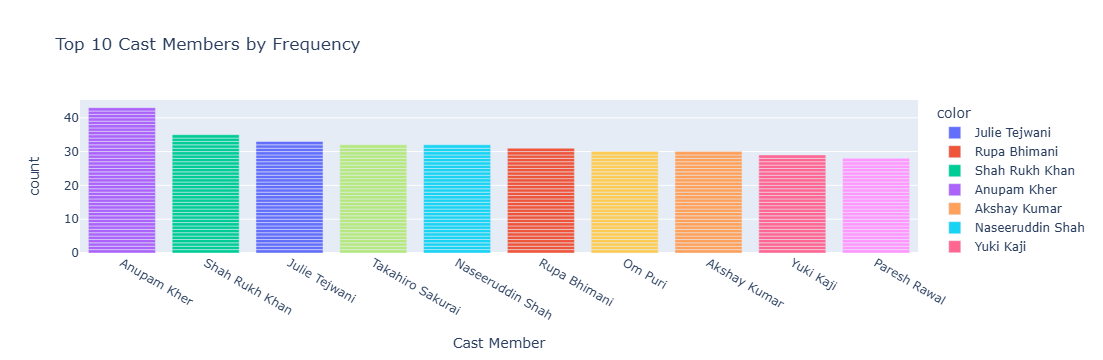 Top 10 Cast Members by Frequency
count
40
30
20
10
0
Anupam Kher
Shah Rukh Khan
Julie Tejwani
Takahiro Sakurai
Naseeruddin Shah
Rupa Bhimani
Om Puri
Akshay Kumar
Yuki Kaji
Paresh Rawal
Cast Member
color
Julie Tejwani
Rupa Bhimani
Shah Rukh Khan
Anupam Kher
Akshay Kumar
Naseeruddin Shah
Yuki Kaji